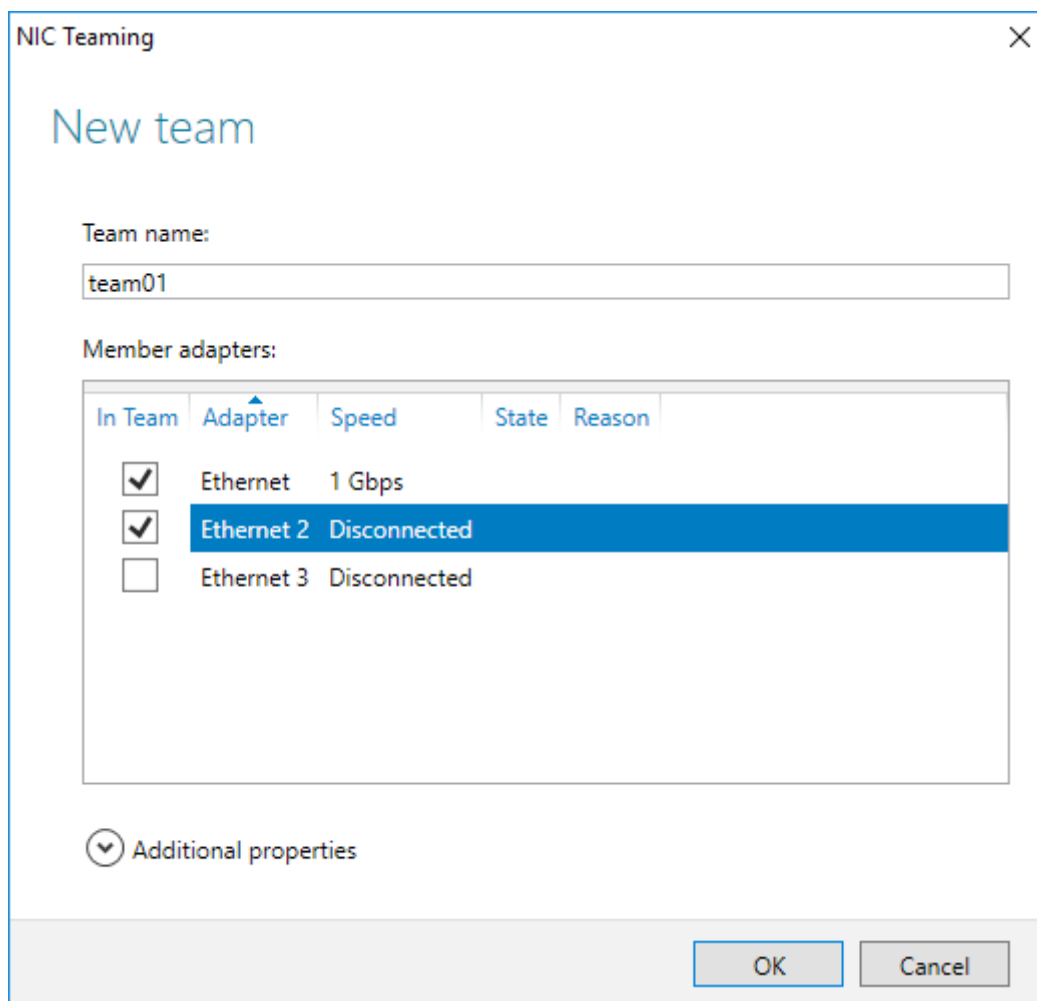 NIC Teaming
New team
Team name:
team01
Member adapters:
In Team Adapter Speed State Reason
Ethernet 1 Gbps
Ethernet 2 Disconnected
Ethernet 3 Disconnected
Additional properties
OK Cancel